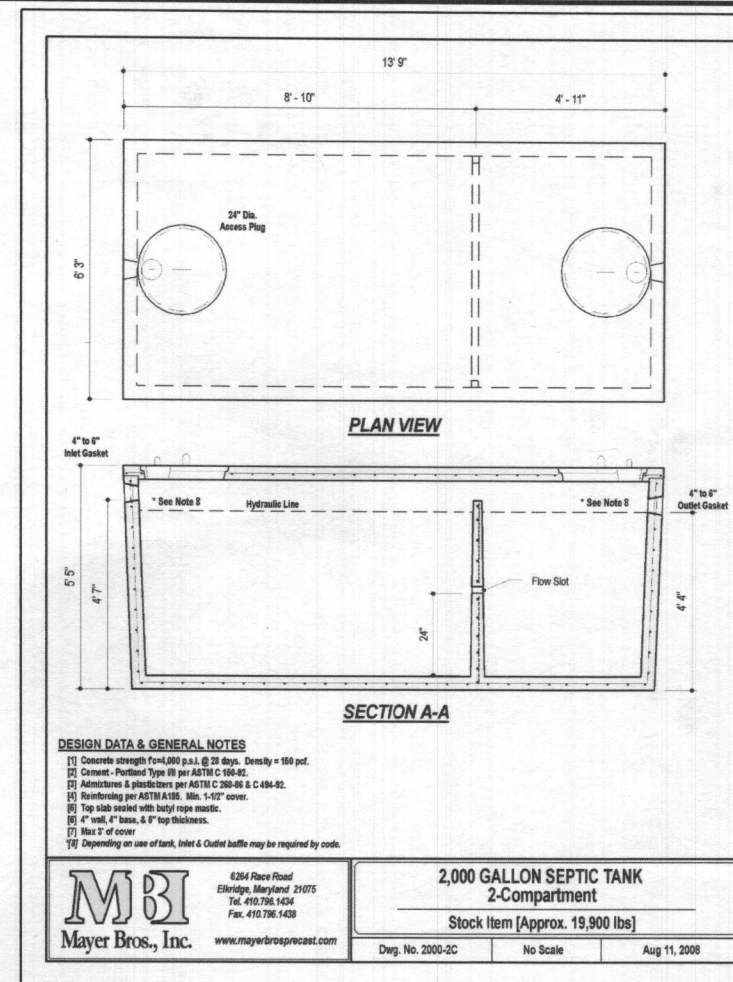 13' 9"
8' - 10"
4' - 11"
24" Dia.
Access Plug
6' 3"
PLAN VIEW
4" to 6"
Inlet Gasket
* See Note 8
Hydraulic Line
* See Note 8
4" to 6"
Outlet Gasket
5' 5"
4' 7"
Flow Slot
24"
4' 4"
SECTION A-A
DESIGN DATA & GENERAL NOTES
[1] Concrete strength f'c=4,000 p.s.i. @ 28 days. Density = 150 pcf.
[2] Cement - Portland Type I/II per ASTM C 150-92.
[3] Admixtures & plasticizers per ASTM C 260-86 & C 494-92.
[4] Reinforcing per ASTM A185. Min. 1-1/2" cover.
[5] Top slab sealed with butyl rope mastic.
[6] 4" wall, 4" base, & 6" top thickness.
[7] Max 3' of cover
*[8] Depending on use of tank, Inlet & Outlet baffle may be required by code.
MBI
Mayer Bros., Inc.
6264 Race Road
Elkridge, Maryland 21075
Tel. 410.796.1434
Fax. 410.796.1438
www.mayerbrosprecast.com
2,000 GALLON SEPTIC TANK
2-Compartment
Stock Item [Approx. 19,900 lbs]
Dwg. No. 2000-2C
No Scale
Aug 11, 2008